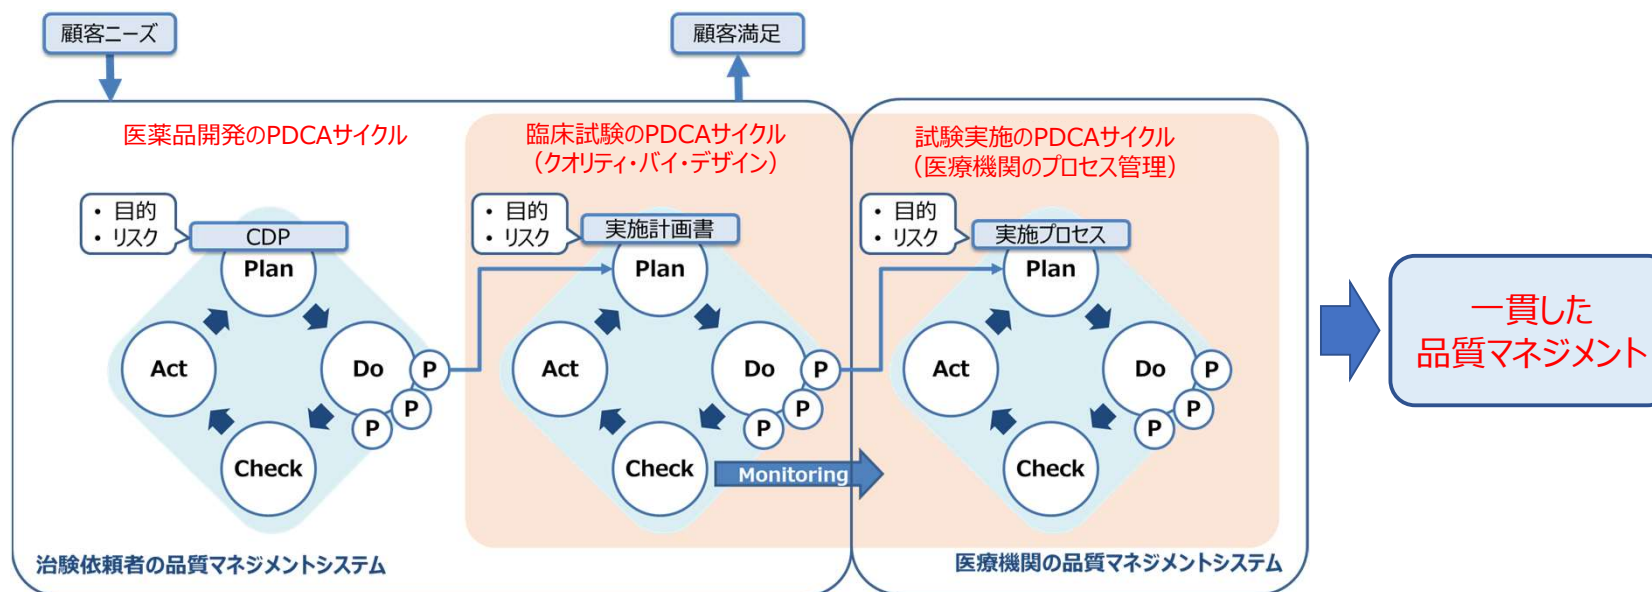 顧客ニーズ
顧客満足
医薬品開発のPDCAサイクル
臨床試験のPDCAサイクル
（クオリティ・バイ・デザイン）
試験実施のPDCAサイクル
（医療機関のプロセス管理）
・ 目的
・ リスク
CDP
Plan
Do
P
P
P
Check
Act
・ 目的
・ リスク
実施計画書
Plan
Do
P
P
P
Check
Act
Monitoring
・ 目的
・ リスク
実施プロセス
Plan
Do
P
P
P
Check
Act
一貫した
品質マネジメント
治験依頼者の品質マネジメントシステム
医療機関の品質マネジメントシステム